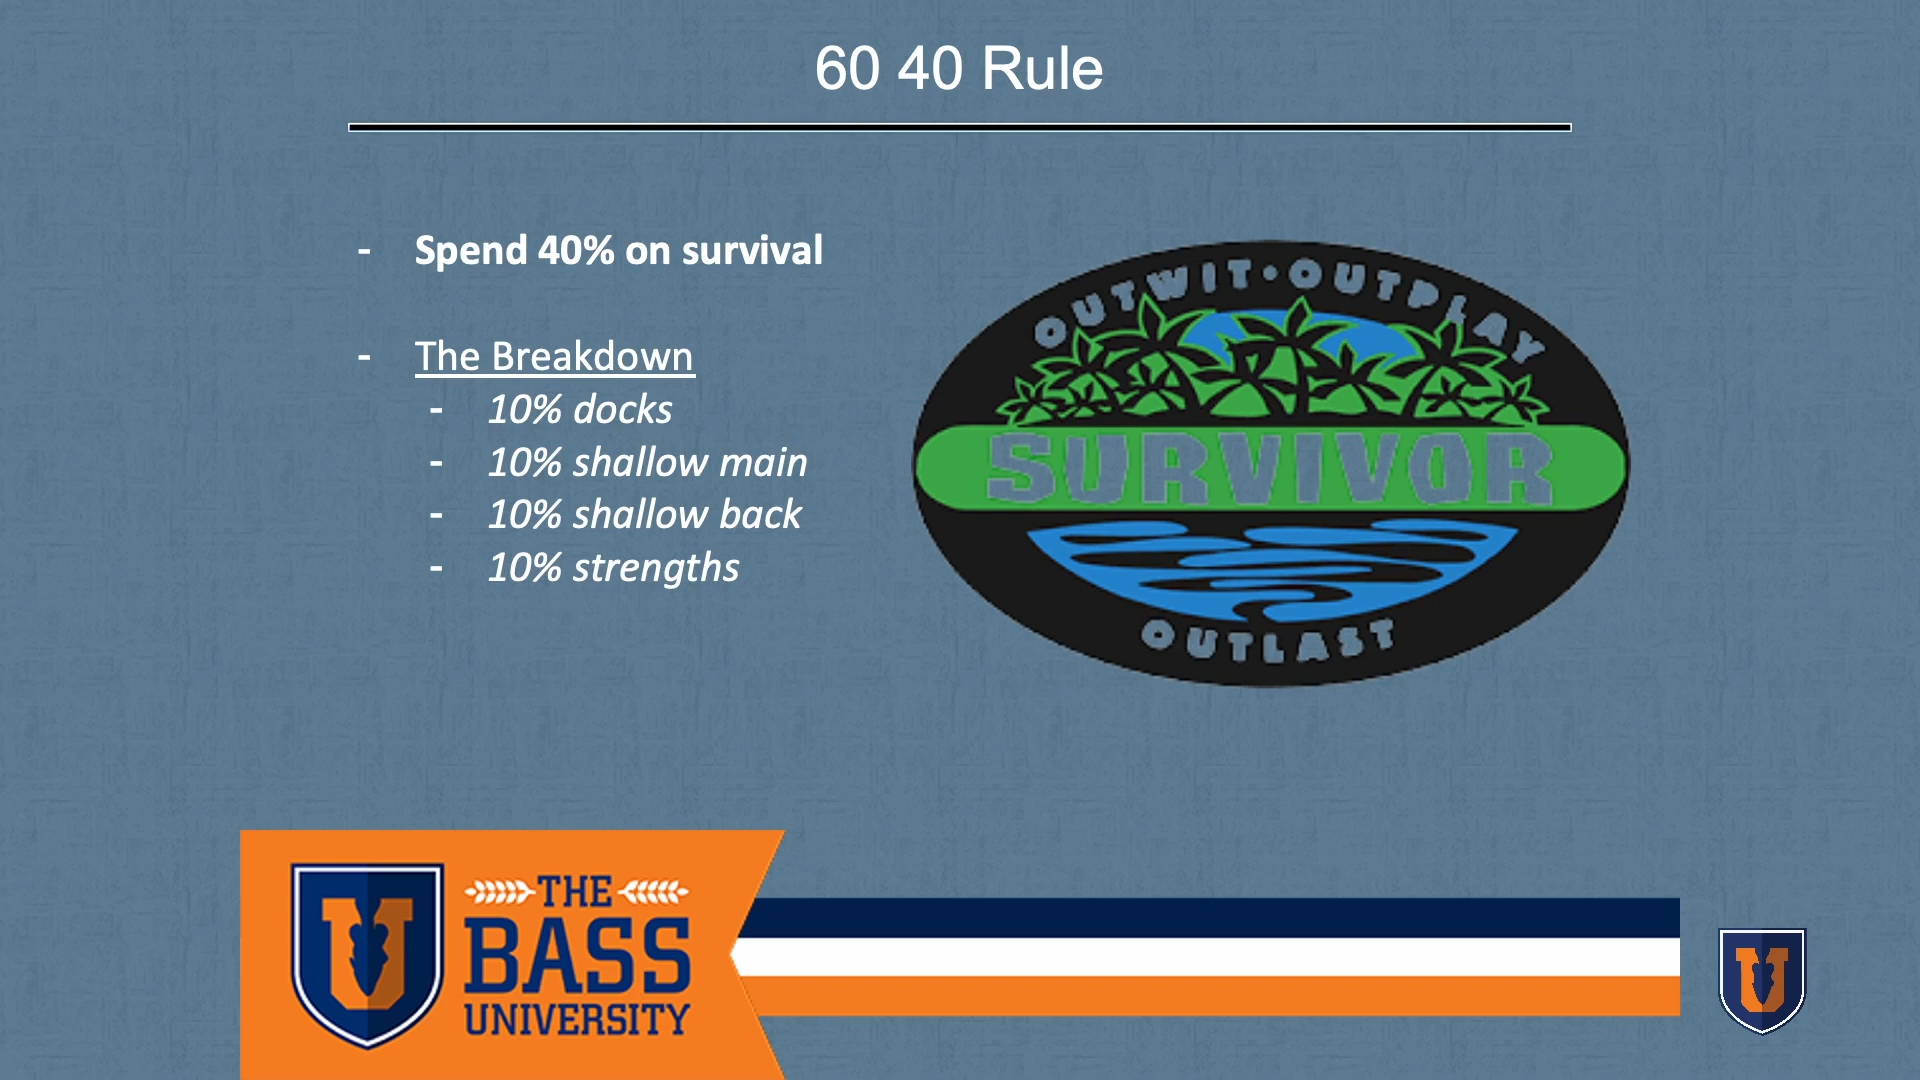 60 40 Rule
- Spend 40% on survival
- The Breakdown
- 10% docks
- 10% shallow main
- 10% shallow back
- 10% strengths
OUTWIT•OUTPLAY
SURVIVOR
OUTLAST
U
THE
BASS
UNIVERSITY
U